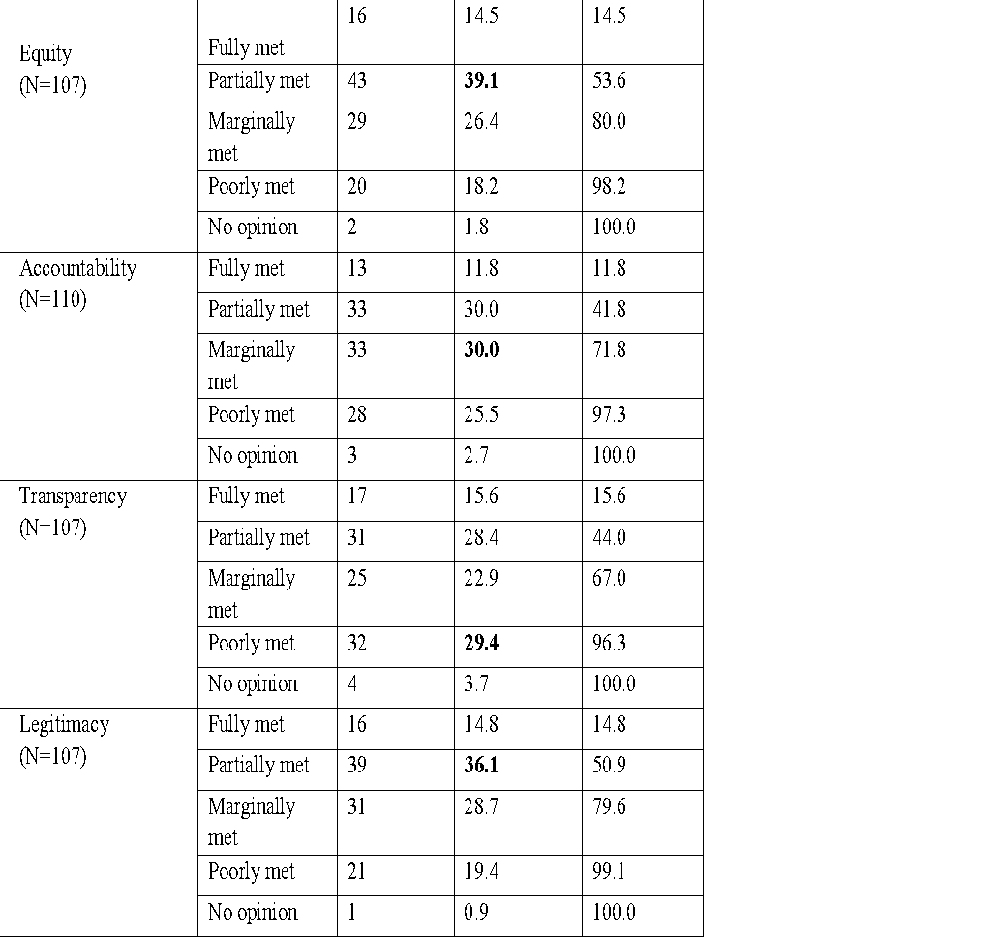 16 14.5 14.5
Fully met
Equity
(N=107)
Partially met 43 39.1 53.6
Marginally 29 26.4 80.0
met
Poorly met 20 18.2 98.2
No opinion 2 1.8 100.0
Accountability Fully met 13 11.8 11.8
(N=110)
Partially met 33 30.0 41.8
Marginally 33 30.0 71.8
met
Poorly met 28 25.5 97.3
No opinion 3 2.7 100.0
Transparency Fully met 17 15.6 15.6
(N=107)
Partially met 31 28.4 44.0
Marginally 25 22.9 67.0
met
Poorly met 32 29.4 96.3
No opinion 4 3.7 100.0
Legitimacy Fully met 16 14.8 14.8
(N=107)
Partially met 39 36.1 50.9
Marginally 31 28.7 79.6
met
Poorly met 21 19.4 99.1
No opinion 1 0.9 100.0